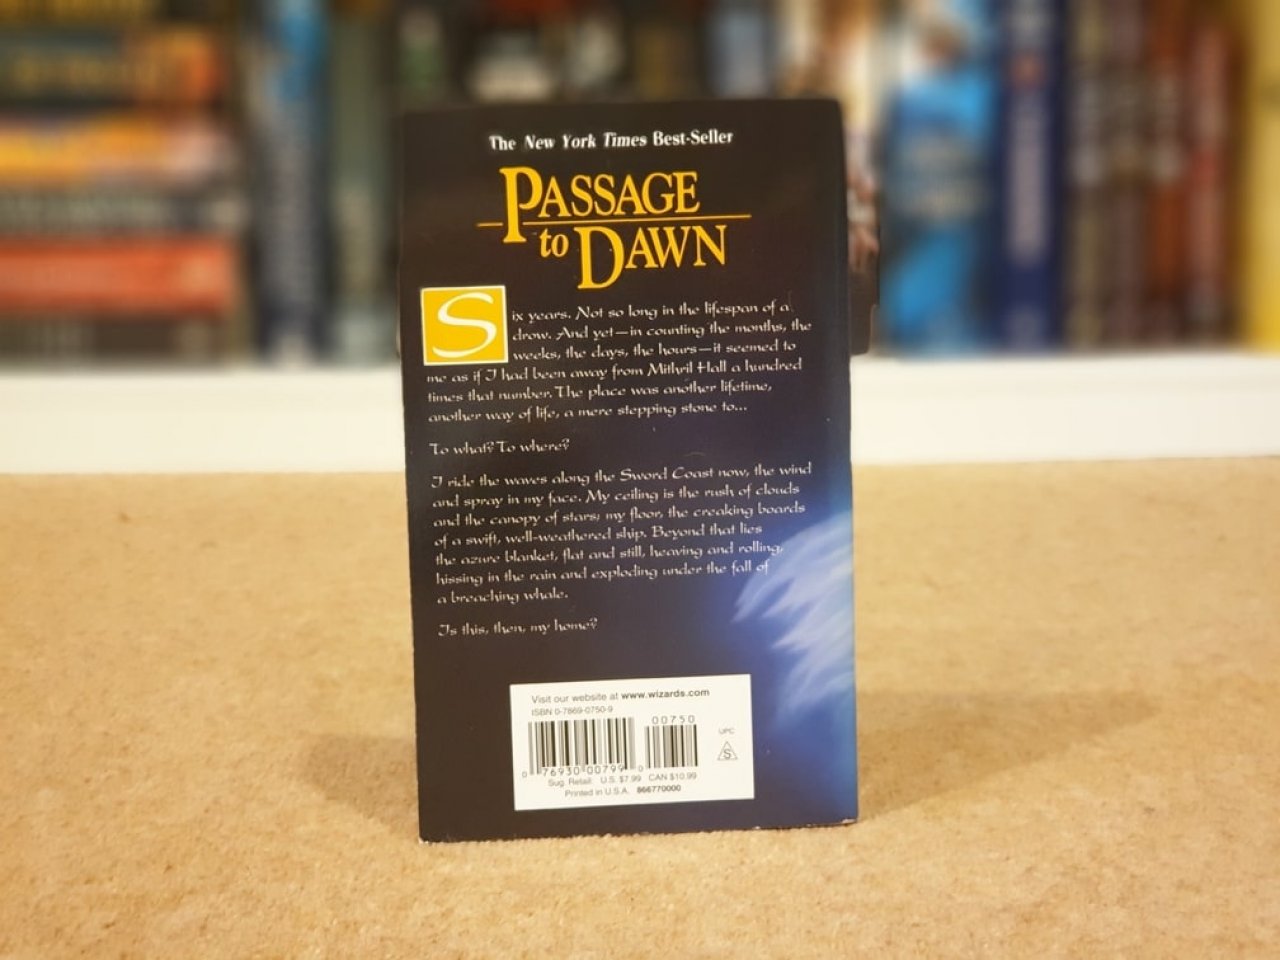 The New York Times Best-Seller
PASSAGE
to DAWN
Six years. Not so long in the lifespan of a
drow. And yet—in counting the months, the
weeks, the days, the hours—it seemed to
me as if I had been away from Mithril Hall a hundred
times that number. The place was another lifetime,
another way of life, a mere stepping stone to...
To what? To where?
I ride the waves along the Sword Coast now, the wind
and spray in my face. My ceiling is the rush of clouds
and the canopy of stars; my floor, the creaking boards
of a swift, well-weathered ship. Beyond that lies
the azure blanket, flat and still, heaving and rolling,
hissing in the rain and exploding under the fall of
a breaching whale.
Is this, then, my home?
Visit our website at www.wizards.com
ISBN 0-7869-0750-9
00750
UPC
S
0 76930 00799 0
Sug. Retail: U.S. $7.99 CAN $10.99
Printed in U.S.A. 866770000